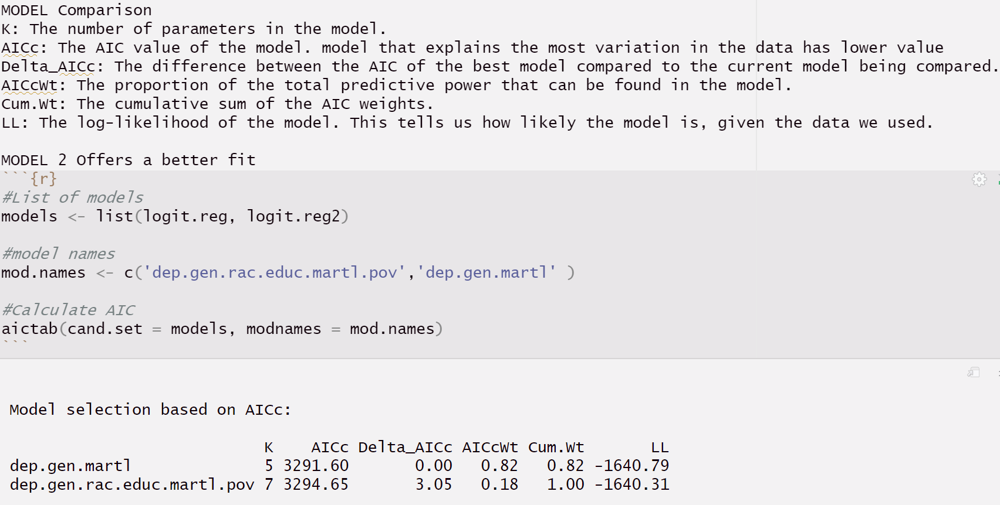 MODEL Comparison
K: The number of parameters in the model.
AICc: The AIC value of the model. model that explains the most variation in the data has lower value
Delta_AICc: The difference between the AIC of the best model compared to the current model being compared.
AICcWt: The proportion of the total predictive power that can be found in the model.
Cum.Wt: The cumulative sum of the AIC weights.
LL: The log-likelihood of the model. This tells us how likely the model is, given the data we used.
MODEL 2 Offers a better fit
```{r}
#List of models
models <- list(logit.reg, logit.reg2)
#model names
mod.names <- c('dep.gen.rac.educ.martl.pov','dep.gen.martl' )
#Calculate AIC
aictab(cand.set = models, modnames = mod.names)
```
Model selection based on AICc:
K AICc Delta_AICc AICcWt Cum.Wt LL
dep.gen.martl 5 3291.60 0.00 0.82 0.82 -1640.79
dep.gen.rac.educ.martl.pov 7 3294.65 3.05 0.18 1.00 -1640.31